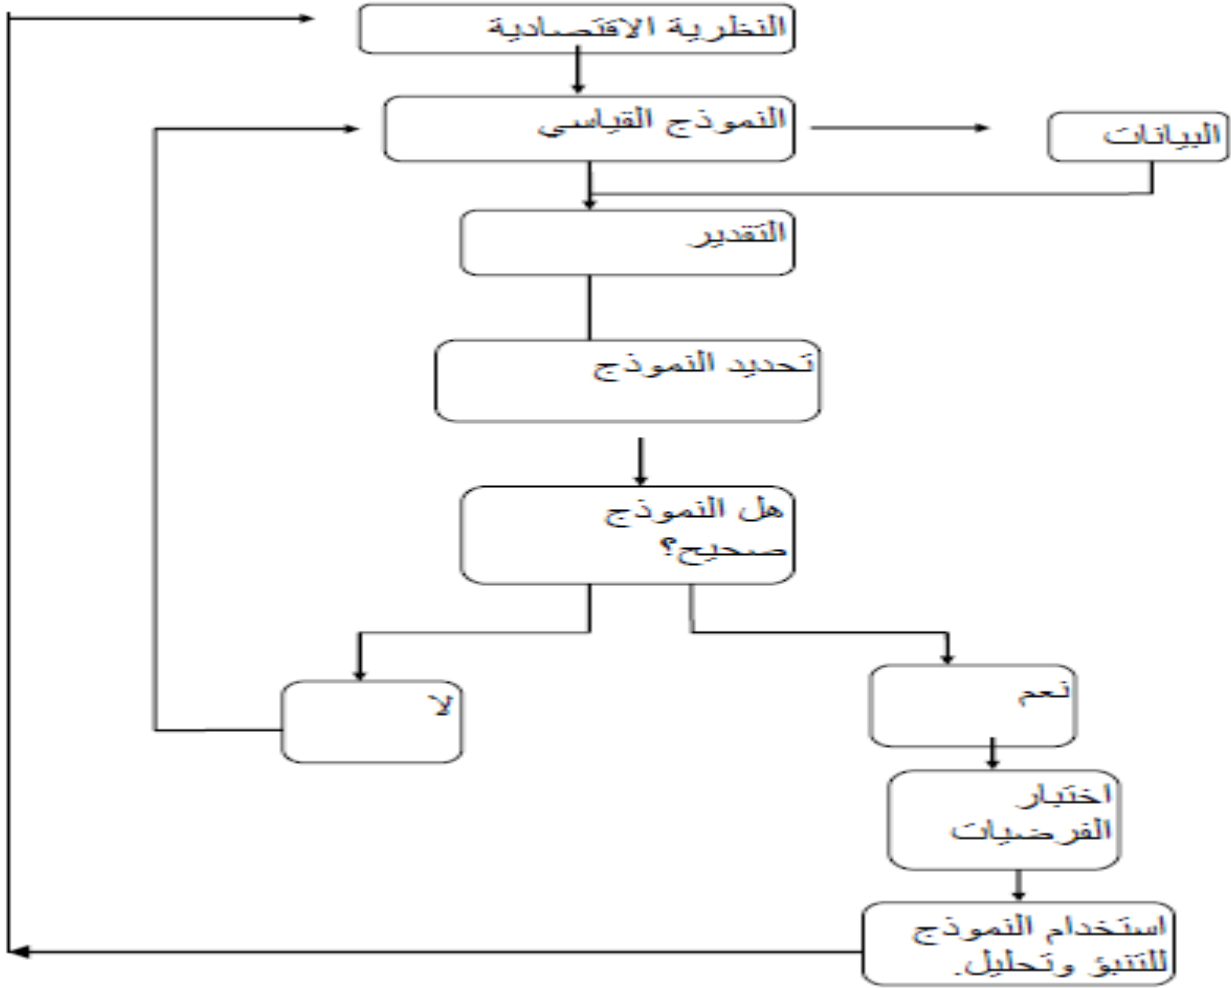 النظرية الاقتصادية
النموذج القياسي
البيانات
التقدير
تحديد النموذج
هل النموذج
صحيح؟
نعم
لا
اختبار
الفرضيات
استخدام النموذج
للتنبؤ وتحليل.